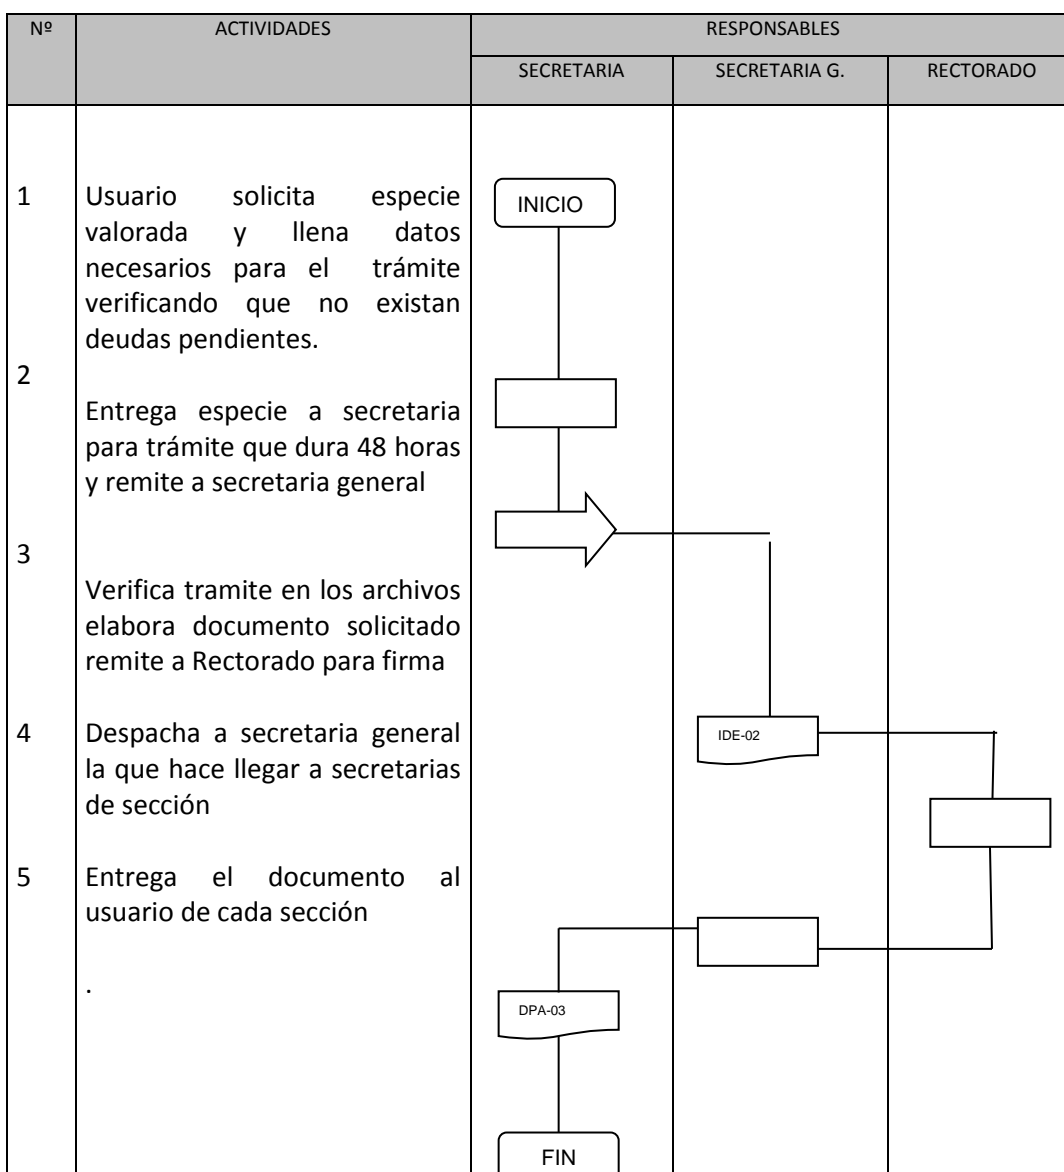 Nº ACTIVIDADES RESPONSABLES
SECRETARIA SECRETARIA G. RECTORADO
1 Usuario solicita especie INICIO
valorada y llena datos
necesarios para el trámite
verificando que no existan
deudas pendientes.
2
Entrega especie a secretaria
para trámite que dura 48 horas
y remite a secretaria general
3
Verifica tramite en los archivos
elabora documento solicitado
remite a Rectorado para firma
4 Despacha a secretaria general IDE-02
la que hace llegar a secretarias
de sección
5 Entrega el documento al
usuario de cada sección
.
DPA-03
FIN